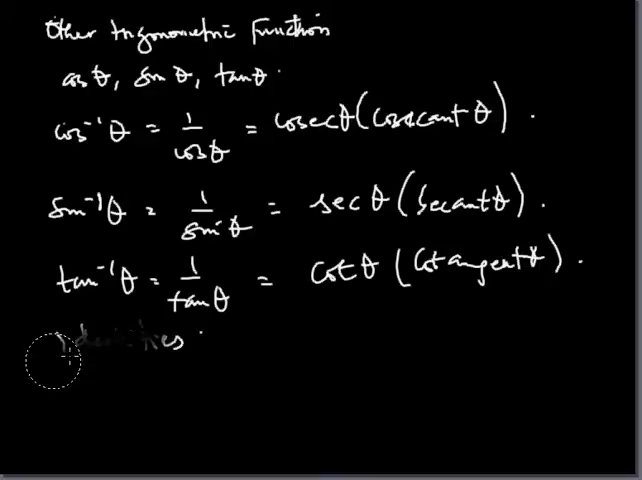 Other trigonometric Function
cos θ, sin θ, tan θ.
cos⁻¹ θ = 1/cos θ = cosec θ (cosecant θ).
sin⁻¹ θ = 1/sin θ = sec θ (secant θ).
tan⁻¹ θ = 1/tan θ = cot θ (cotangent θ).